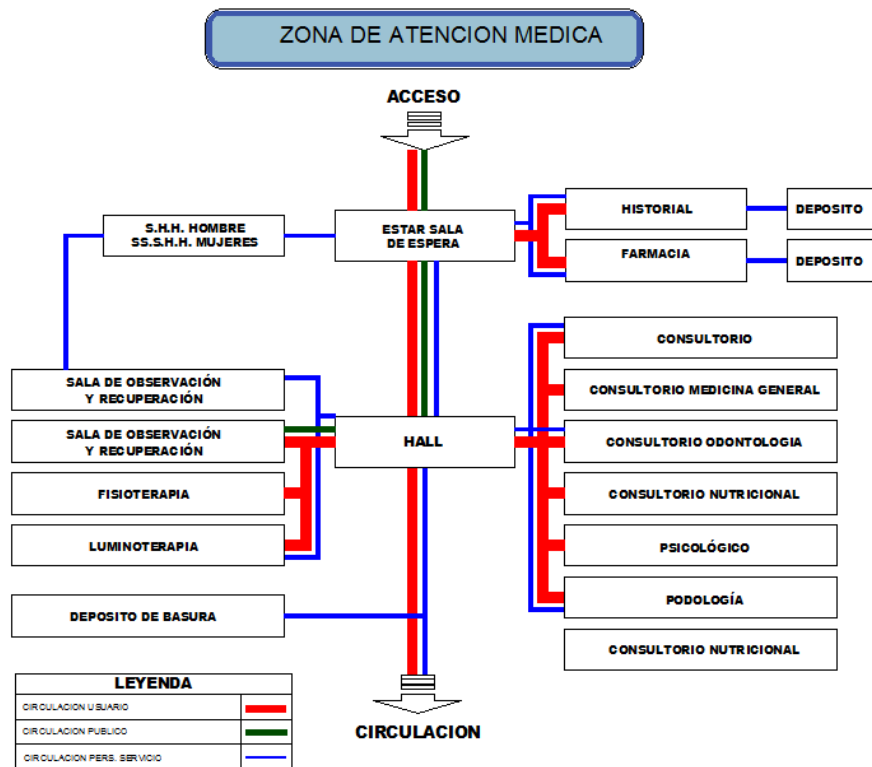 ZONA DE ATENCION MEDICA
ACCESO
S.H.H. HOMBRE
SS.S.H.H. MUJERES
ESTAR SALA
DE ESPERA
HISTORIAL
DEPOSITO
FARMACIA
DEPOSITO
CONSULTORIO
SALA DE OBSERVACIÓN
Y RECUPERACIÓN
CONSULTORIO MEDICINA GENERAL
SALA DE OBSERVACIÓN
Y RECUPERACIÓN
HALL
CONSULTORIO ODONTOLOGIA
FISIOTERAPIA
CONSULTORIO NUTRICIONAL
LUMINOTERAPIA
PSICOLÓGICO
DEPOSITO DE BASURA
PODOLOGÍA
CONSULTORIO NUTRICIONAL
LEYENDA
CIRCULACION USUARIO
CIRCULACION PUBLICO
CIRCULACION PERS. SERVICIO
CIRCULACION